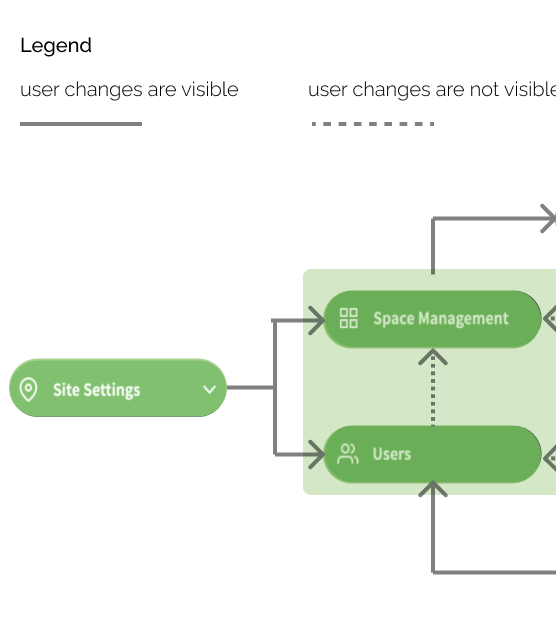 Legend
user changes are visible
user changes are not visible
Space Management
Site Settings
Users